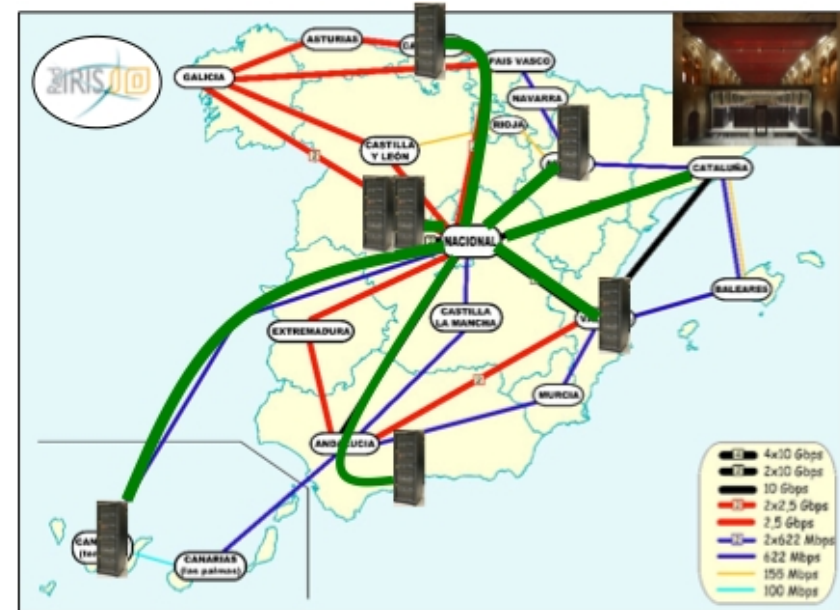 IRIS 10
ASTURIAS
PAIS VASCO
GALICIA
NAVARRA
RIOJA
CASTILLA
Y LEÓN
CATALUÑA
NACIONAL
BALEARES
CASTILLA
LA MANCHA
EXTREMADURA
MURCIA
ANDALUCIA
CANARIAS
(las palmas)
4x10 Gbps
2x10 Gbps
10 Gbps
2x2,5 Gbps
2,5 Gbps
2x622 Mbps
622 Mbps
155 Mbps
100 Mbps